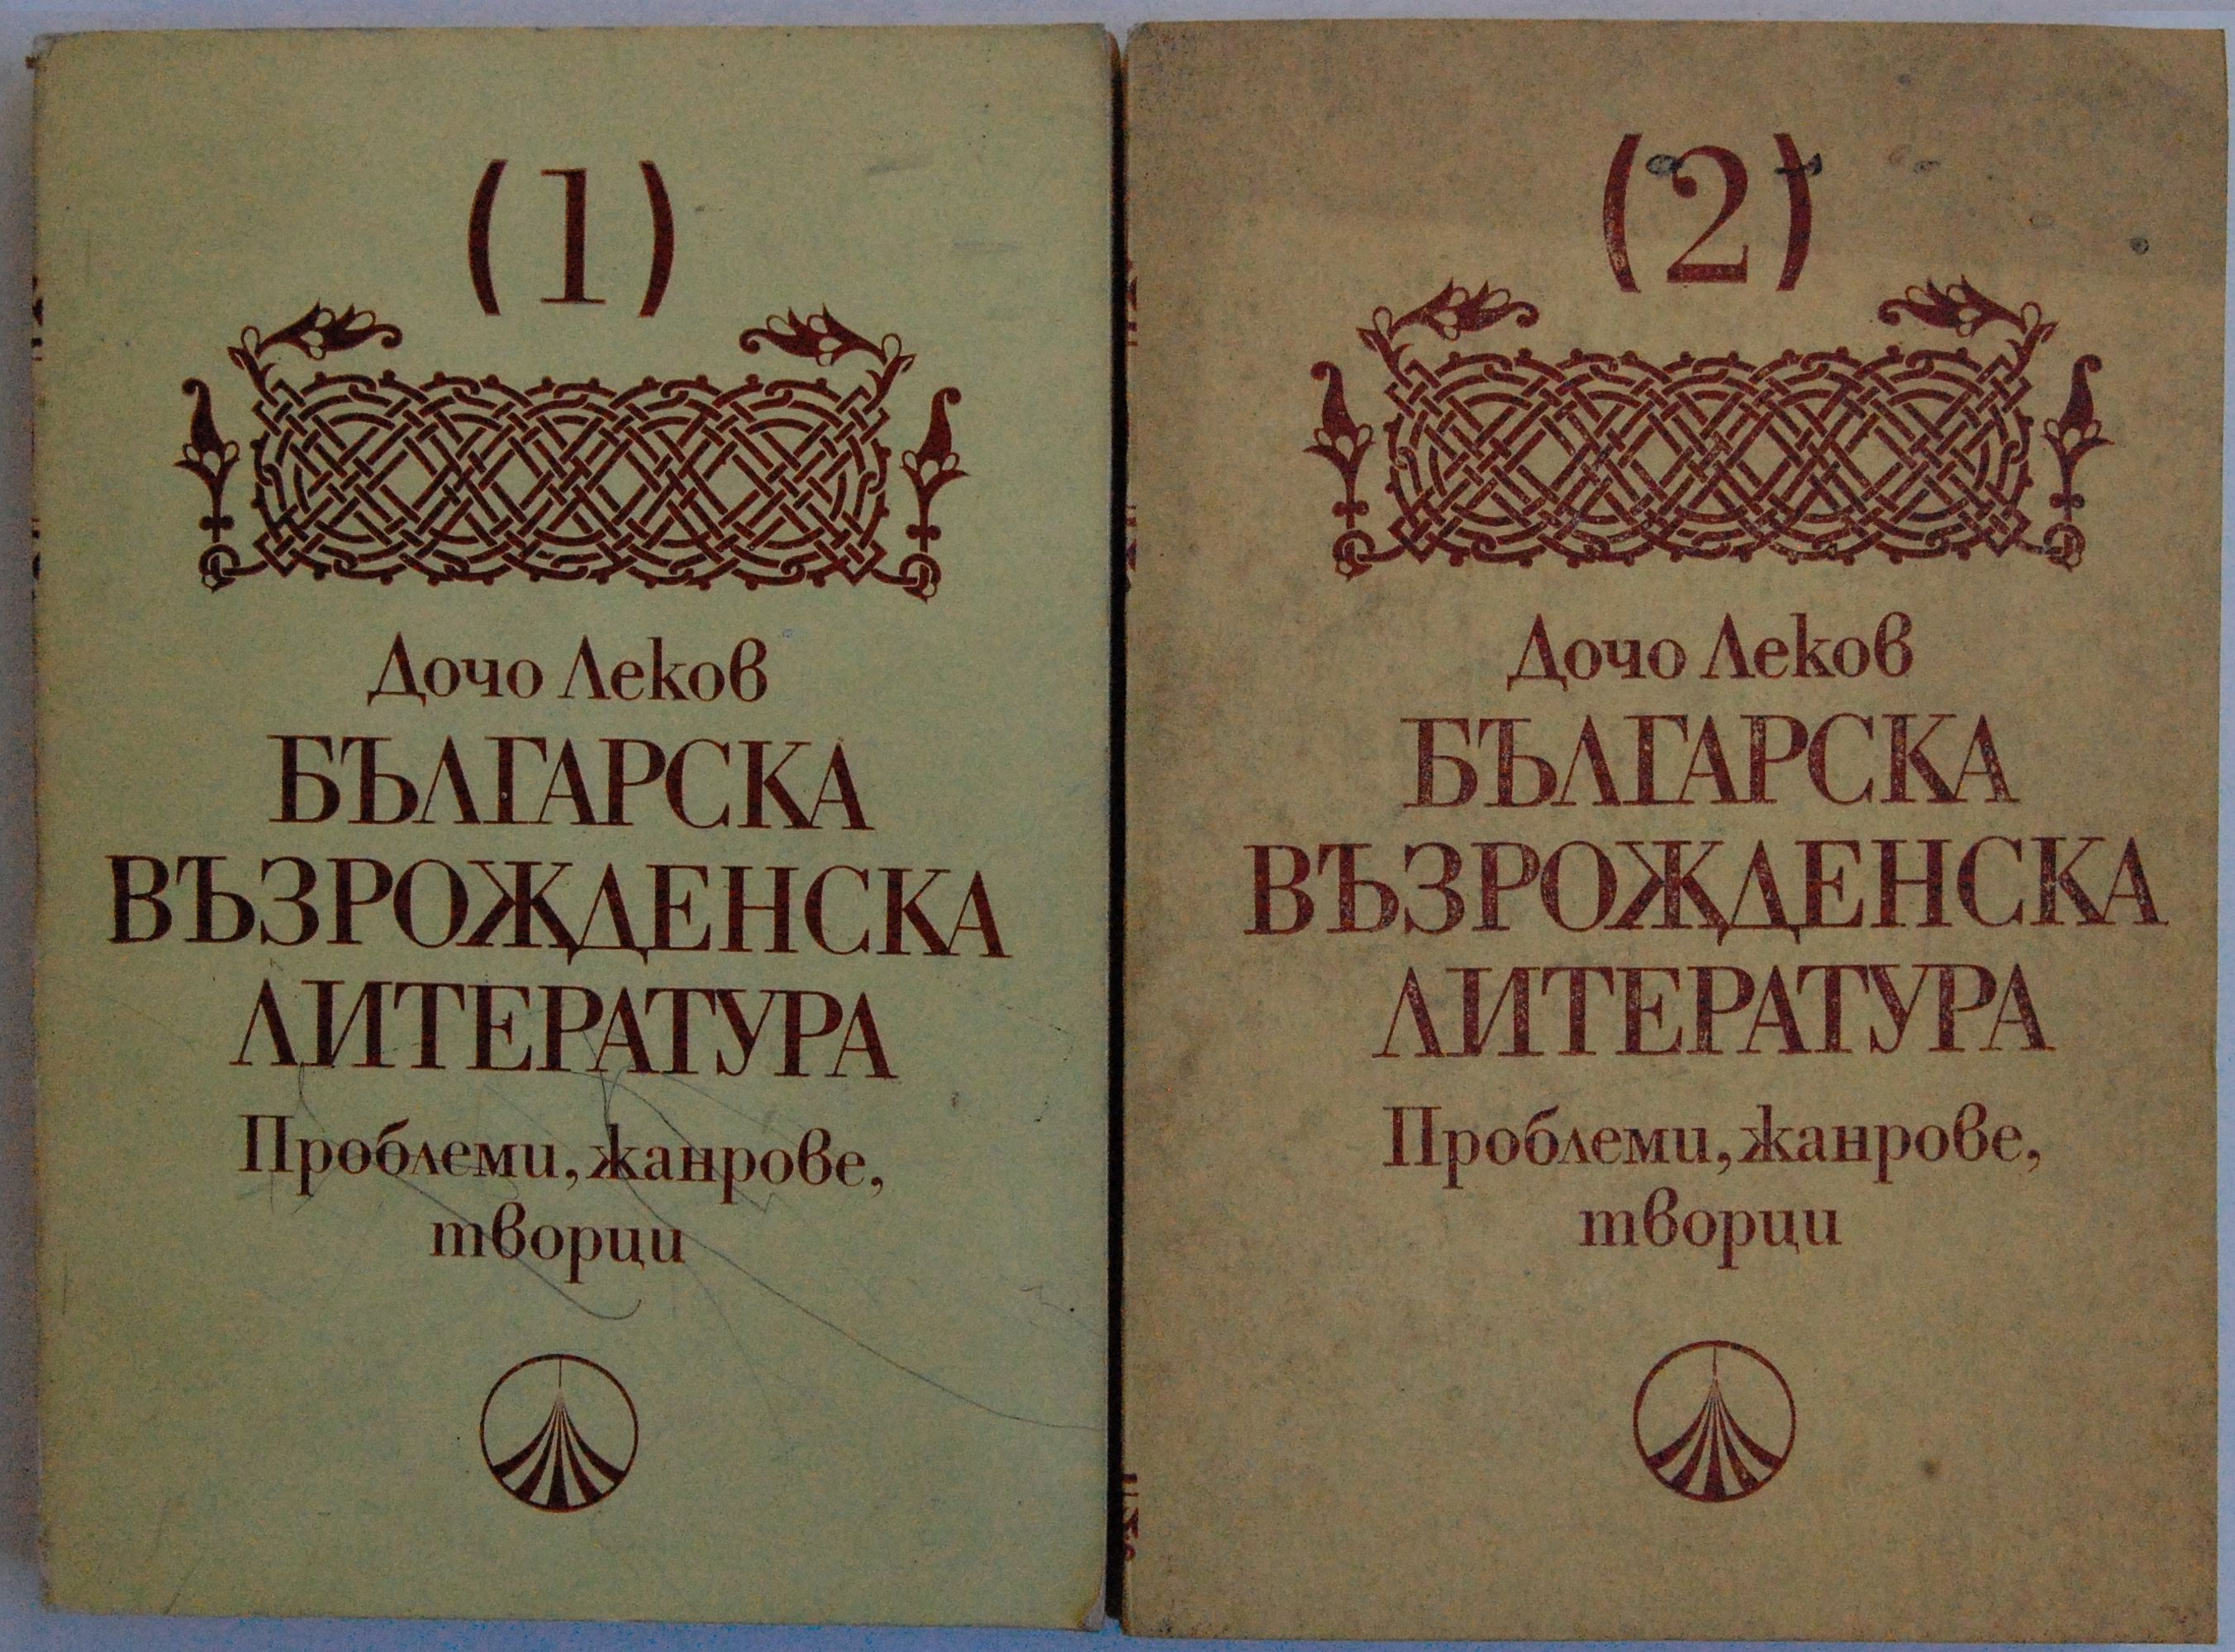 (1)
Дочо Леков
БЪЛГАРСКА
ВЪЗРОЖДЕНСКА
ЛИТЕРАТУРА
Проблеми, жанрове,
творци
(2)
Дочо Леков
БЪЛГАРСКА
ВЪЗРОЖДЕНСКА
ЛИТЕРАТУРА
Проблеми, жанрове,
творци